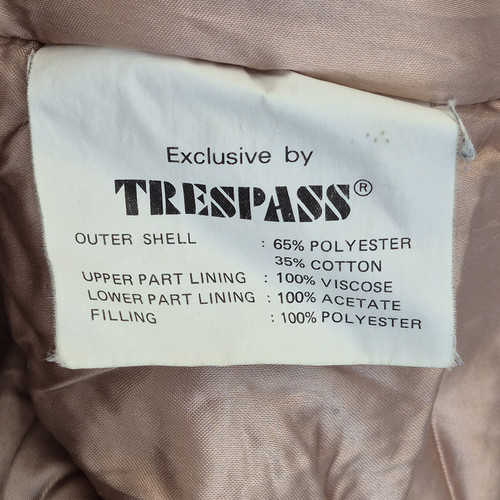 Exclusive by
TRESPASS®
OUTER SHELL : 65% POLYESTER
35% COTTON
UPPER PART LINING : 100% VISCOSE
LOWER PART LINING : 100% ACETATE
FILLING : 100% POLYESTER